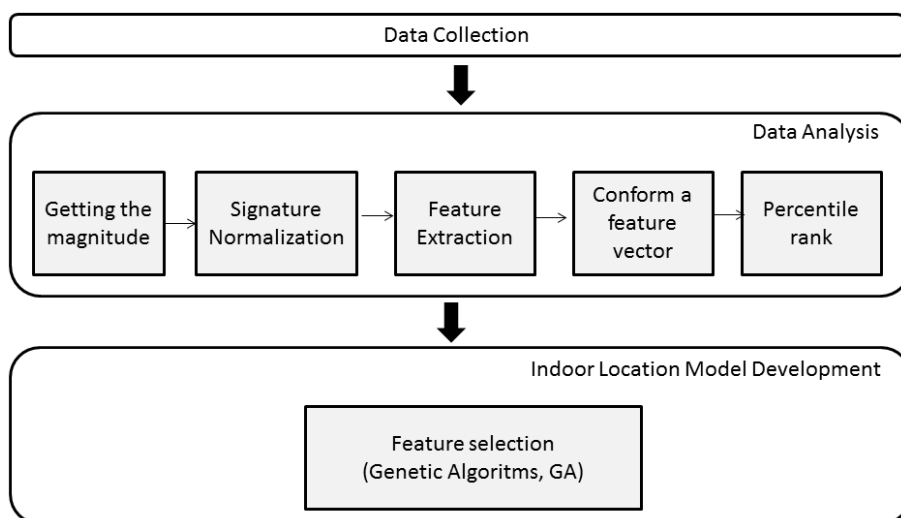 Data Collection
Data Analysis
Getting the
magnitude
Signature
Normalization
Feature
Extraction
Conform a
feature
vector
Percentile
rank
Indoor Location Model Development
Feature selection
(Genetic Algoritms, GA)